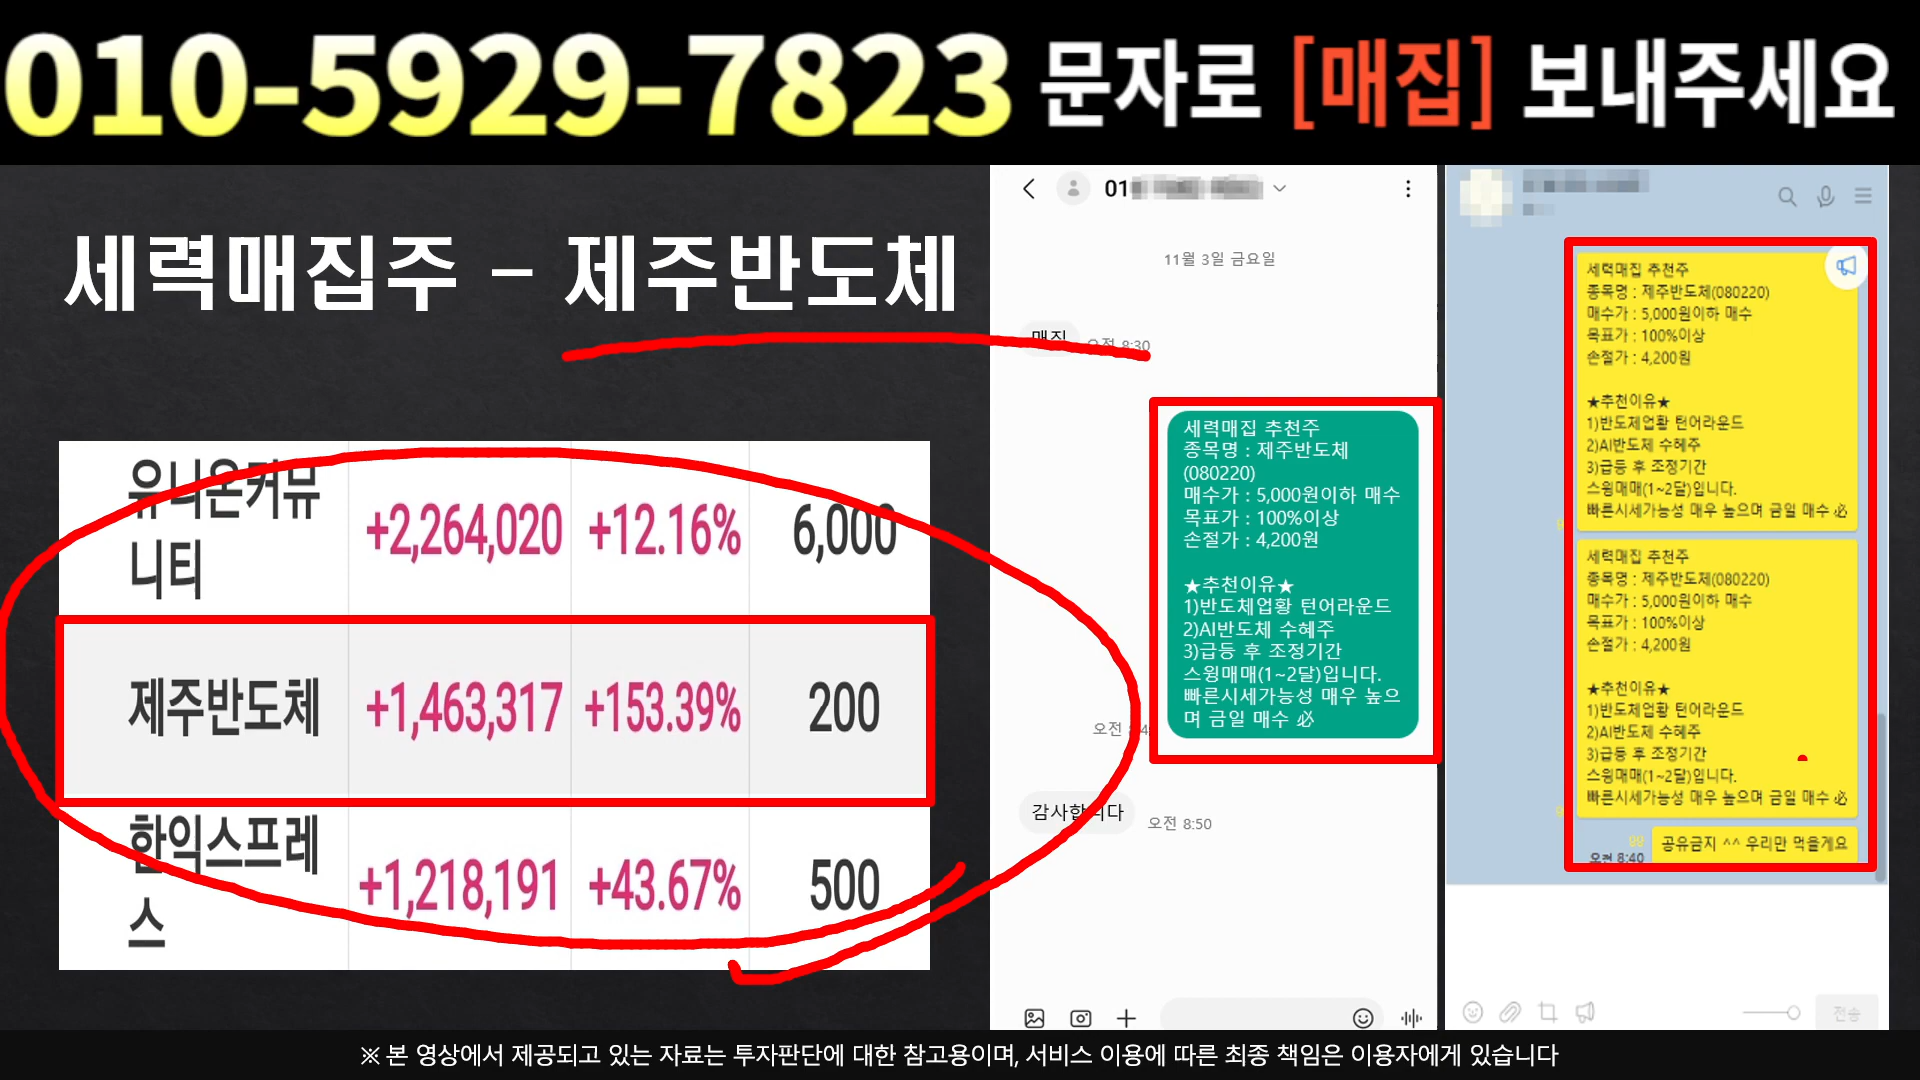 010-5929-7823 문자로 [매집] 보내주세요
세력매집주 - 제주반도체
유니온커뮤
니티
+2,264,020 +12.16% 6,000
제주반도체 +1,463,317 +153.39% 200
한익스프레
스
+1,218,191 +43.67% 500
01
11월 3일 금요일
매집
오전 8:30
세력매집 추천주
종목명 : 제주반도체
(080220)
매수가 : 5,000원이하 매수
목표가 : 100%이상
손절가 : 4,200원
★추천이유★
1)반도체업황 턴어라운드
2)AI반도체 수혜주
3)급등 후 조정기간
스윙매매(1~2달)입니다.
빠른시세가능성 매우 높으
며 금일 매수 必
오전
감사합니다
오전 8:50
세력매집 추천주
종목명 : 제주반도체(080220)
매수가 : 5,000원이하 매수
목표가 : 100%이상
손절가 : 4,200원
★추천이유★
1)반도체업황 턴어라운드
2)AI반도체 수혜주
3)급등 후 조정기간
스윙매매(1~2달)입니다.
빠른시세가능성 매우 높으며 금일 매수 必
세력매집 추천주
종목명 : 제주반도체(080220)
매수가 : 5,000원이하 매수
목표가 : 100%이상
손절가 : 4,200원
★추천이유★
1)반도체업황 턴어라운드
2)AI반도체 수혜주
3)급등 후 조정기간
스윙매매(1~2달)입니다.
빠른시세가능성 매우 높으며 금일 매수 必
99
오전 8:40
공유금지 ^^ 우리만 먹을게요
전송
※ 본 영상에서 제공되고 있는 자료는 투자판단에 대한 참고용이며, 서비스 이용에 따른 최종 책임은 이용자에게 있습니다